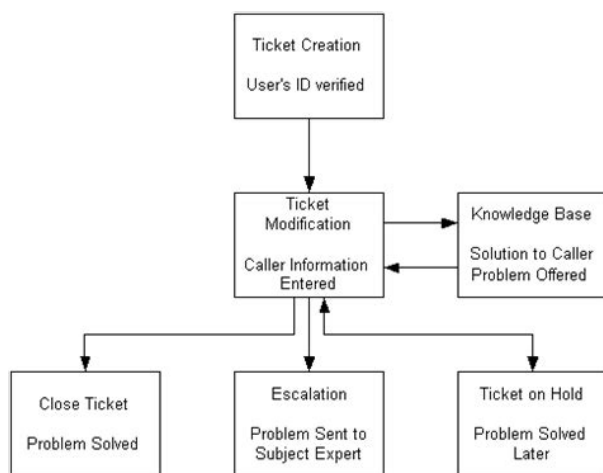 Ticket Creation
User's ID verified
Ticket
Modification
Caller Information
Entered
Knowledge Base
Solution to Caller
Problem Offered
Close Ticket
Problem Solved
Escalation
Problem Sent to
Subject Expert
Ticket on Hold
Problem Solved
Later